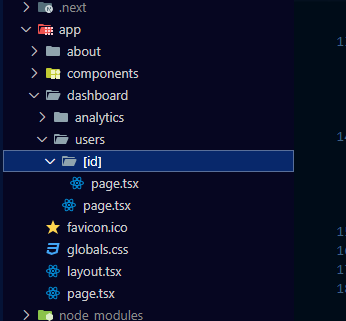 .next
app
about
components
dashboard
analytics
users
[id]
page.tsx
page.tsx
favicon.ico
globals.css
layout.tsx
page.tsx
node_modules